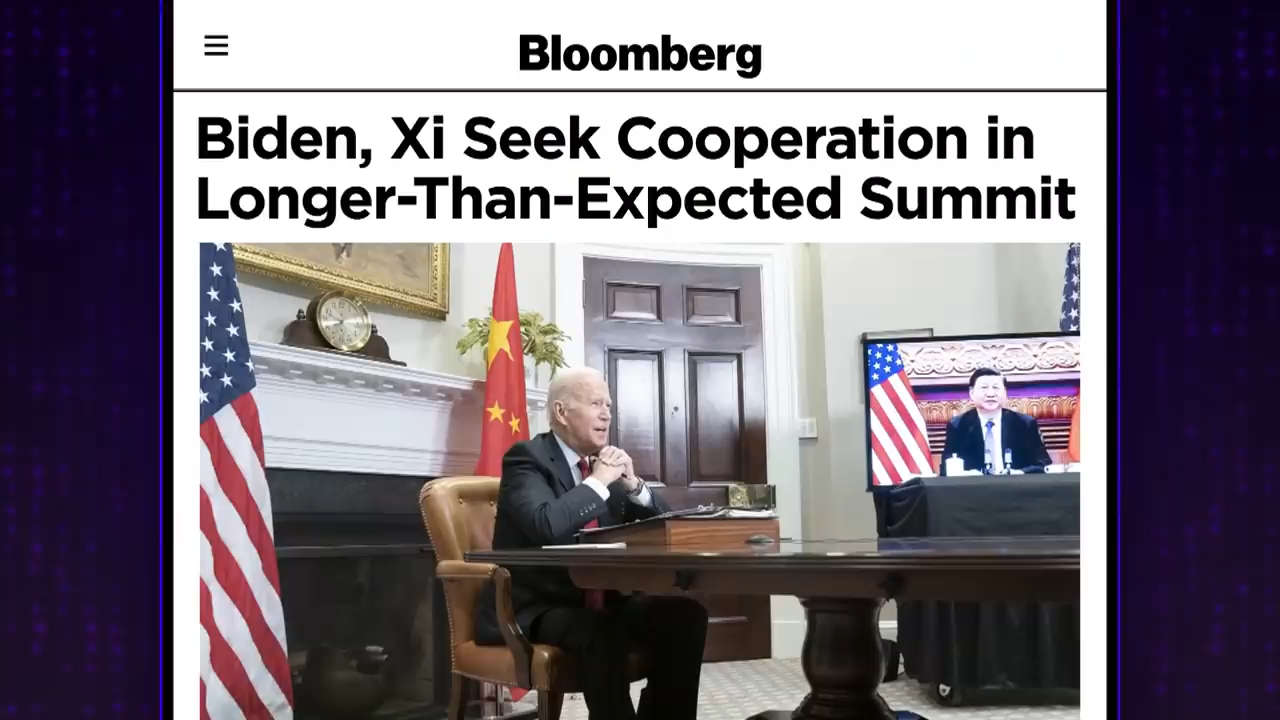 Bloomberg
Biden, Xi Seek Cooperation in
Longer-Than-Expected Summit